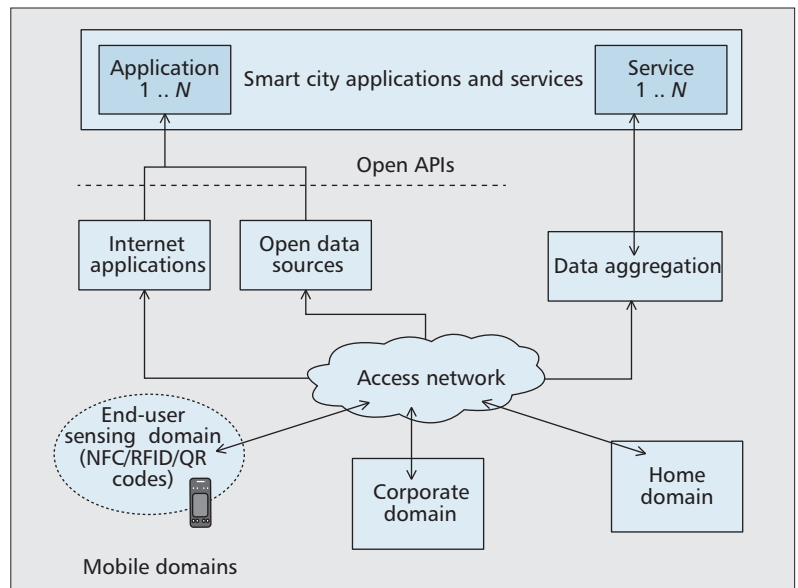 Application
1 .. N
Smart city applications and services
Service
1 .. N
Open APIs
Internet
applications
Open data
sources
Data aggregation
Access network
End-user
sensing domain
(NFC/RFID/QR
codes)
Corporate
domain
Home
domain
Mobile domains